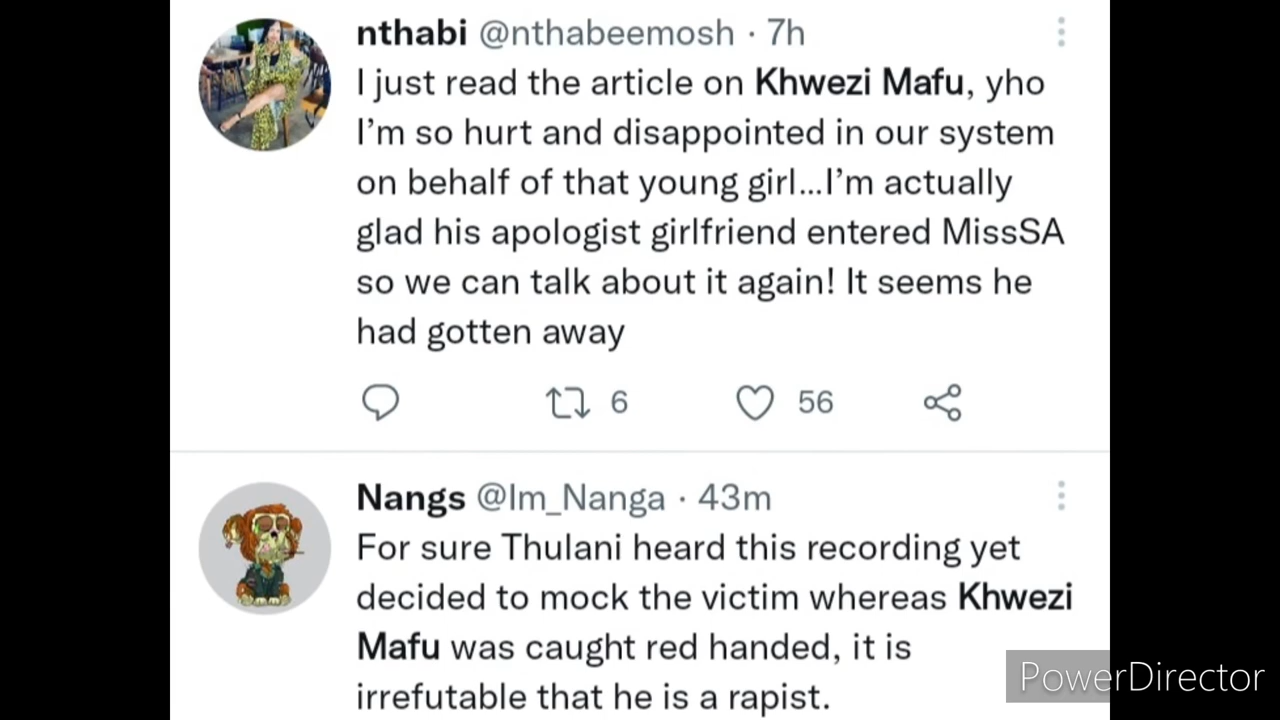 nthabi @nthabeemosh · 7h
I just read the article on Khwezi Mafu, yho
I'm so hurt and disappointed in our system
on behalf of that young girl...I'm actually
glad his apologist girlfriend entered MissSA
so we can talk about it again! It seems he
had gotten away
6 56
Nangs @Im_Nanga · 43m
For sure Thulani heard this recording yet
decided to mock the victim whereas Khwezi
Mafu was caught red handed, it is
irrefutable that he is a rapist.
PowerDirector